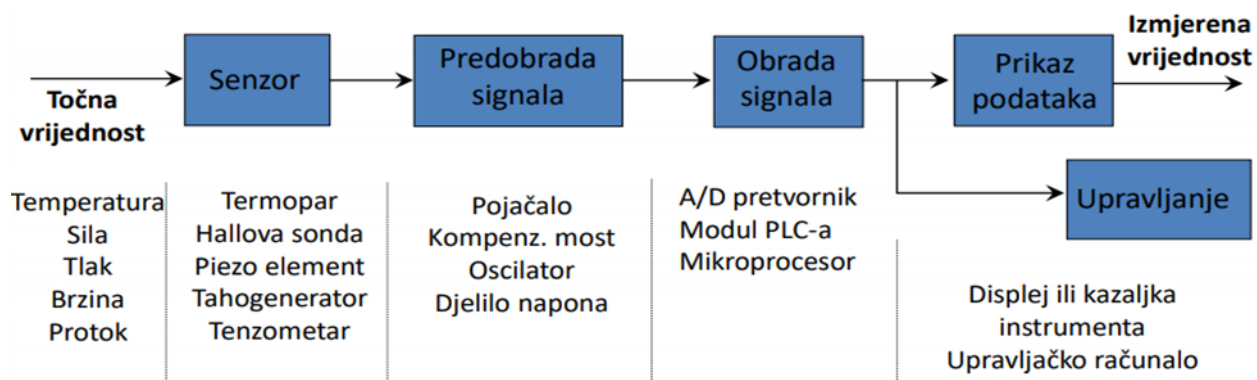 Točna
vrijednost
Senzor
Predobrada
signala
Obrada
signala
Prikaz
podataka
Izmjerena
vrijednost
Upravljanje
Temperatura
Sila
Tlak
Brzina
Protok
Termopar
Hallova sonda
Piezo element
Tahogenerator
Tenzometar
Pojačalo
Kompenz. most
Oscilator
Djelilo napona
A/D pretvornik
Modul PLC-a
Mikroprocesor
Displej ili kazaljka
instrumenta
Upravljačko računalo